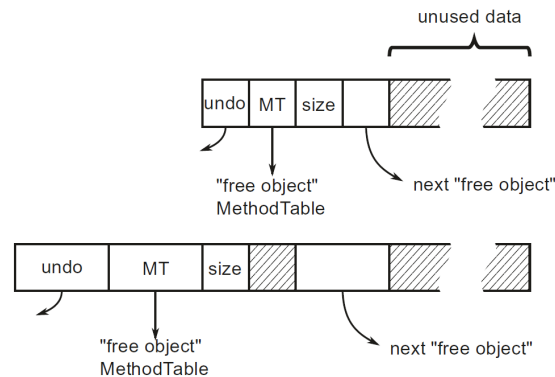 unused data
undo MT size
"free object"
MethodTable
next "free object"
undo MT size
"free object"
MethodTable
next "free object"